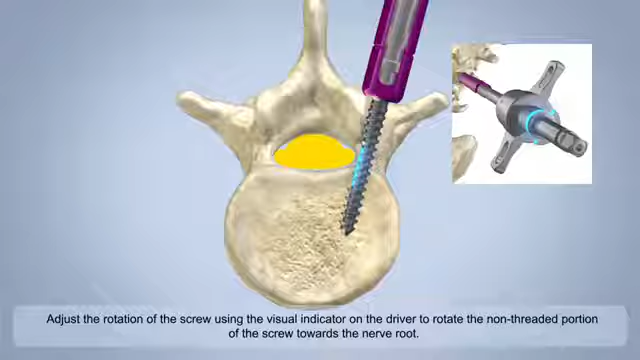 Adjust the rotation of the screw using the visual indicator on the driver to rotate the non-threaded portion
of the screw towards the nerve root.